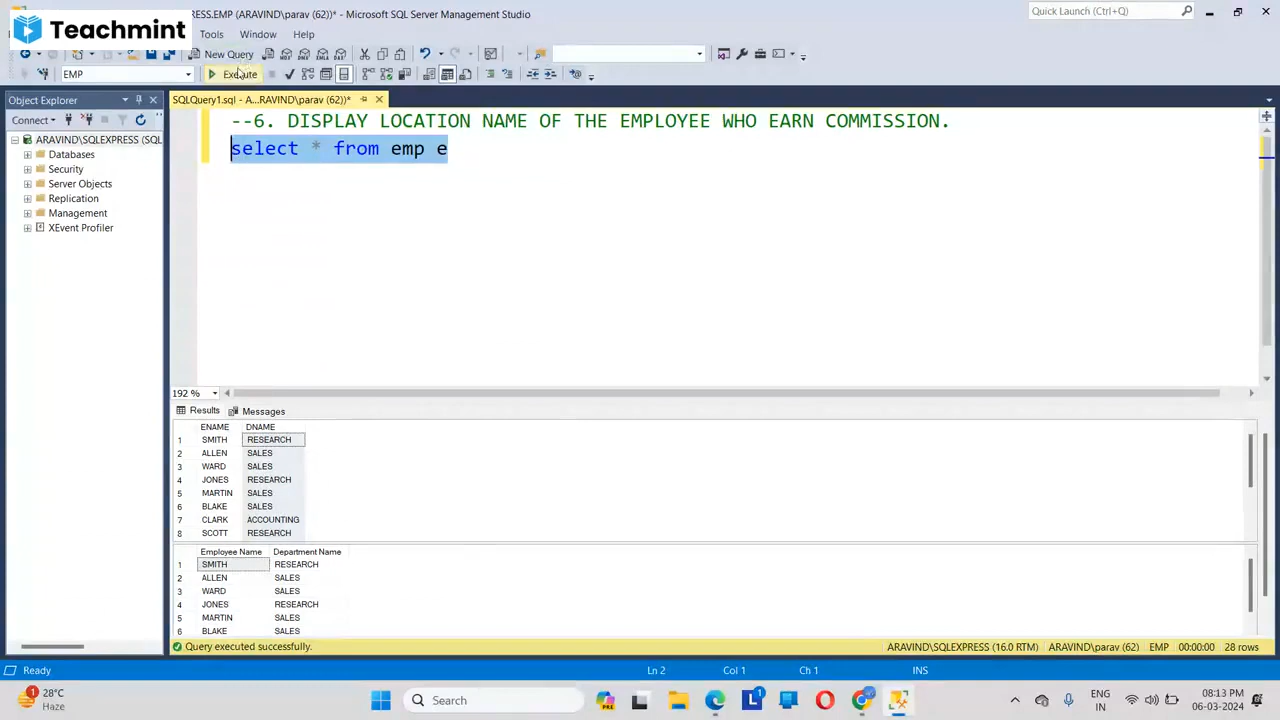 RESS.EMP (ARAVIND\parav (62))* - Microsoft SQL Server Management Studio
Quick Launch (Ctrl+Q)
Teachmint
Tools Window Help
New Query
EMP
Execute
Object Explorer
SQLQuery1.sql - A...RAVIND\parav (62))*
Connect
ARAVIND\SQLEXPRESS (SQL
Databases
Security
Server Objects
Replication
Management
XEvent Profiler
--6. DISPLAY LOCATION NAME OF THE EMPLOYEE WHO EARN COMMISSION.
select * from emp e
192 %
Results Messages
ENAME DNAME
1 SMITH RESEARCH
2 ALLEN SALES
3 WARD SALES
4 JONES RESEARCH
5 MARTIN SALES
6 BLAKE SALES
7 CLARK ACCOUNTING
8 SCOTT RESEARCH
Employee Name Department Name
1 SMITH RESEARCH
2 ALLEN SALES
3 WARD SALES
4 JONES RESEARCH
5 MARTIN SALES
6 BLAKE SALES
Query executed successfully.
ARAVIND\SQLEXPRESS (16.0 RTM) ARAVIND\parav (62) EMP 00:00:00 28 rows
Ready Ln 2 Col 1 Ch 1 INS
1
28°C
Haze
Search
ENG
IN
08:13 PM
06-03-2024